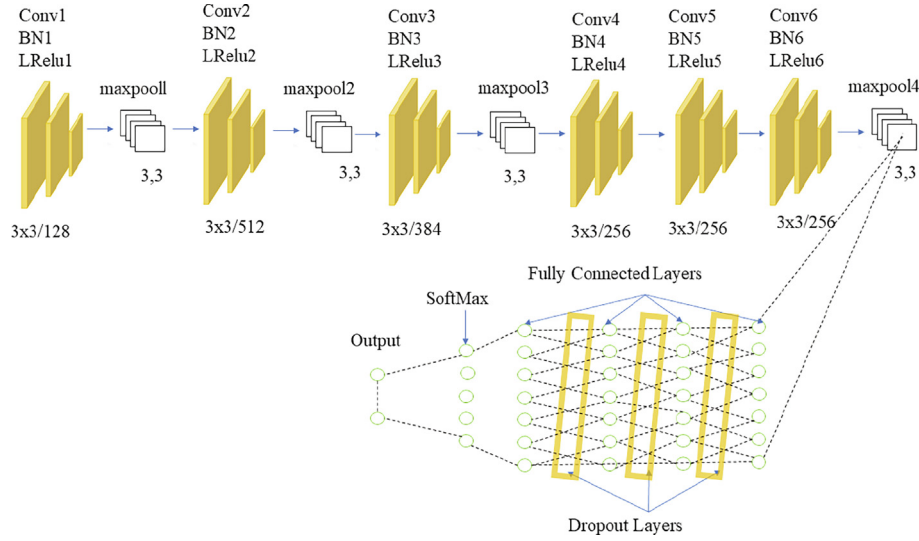 Conv1
BN1
LRelu1
Conv2
BN2
LRelu2
Conv3
BN3
LRelu3
Conv4
BN4
LRelu4
Conv5
BN5
LRelu5
Conv6
BN6
LRelu6
maxpooll
maxpool2
maxpool3
maxpool4
3,3
3,3
3,3
3,3
3x3/128
3x3/512
3x3/384
3x3/256
3x3/256
3x3/256
Fully Connected Layers
SoftMax
Output
Dropout Layers